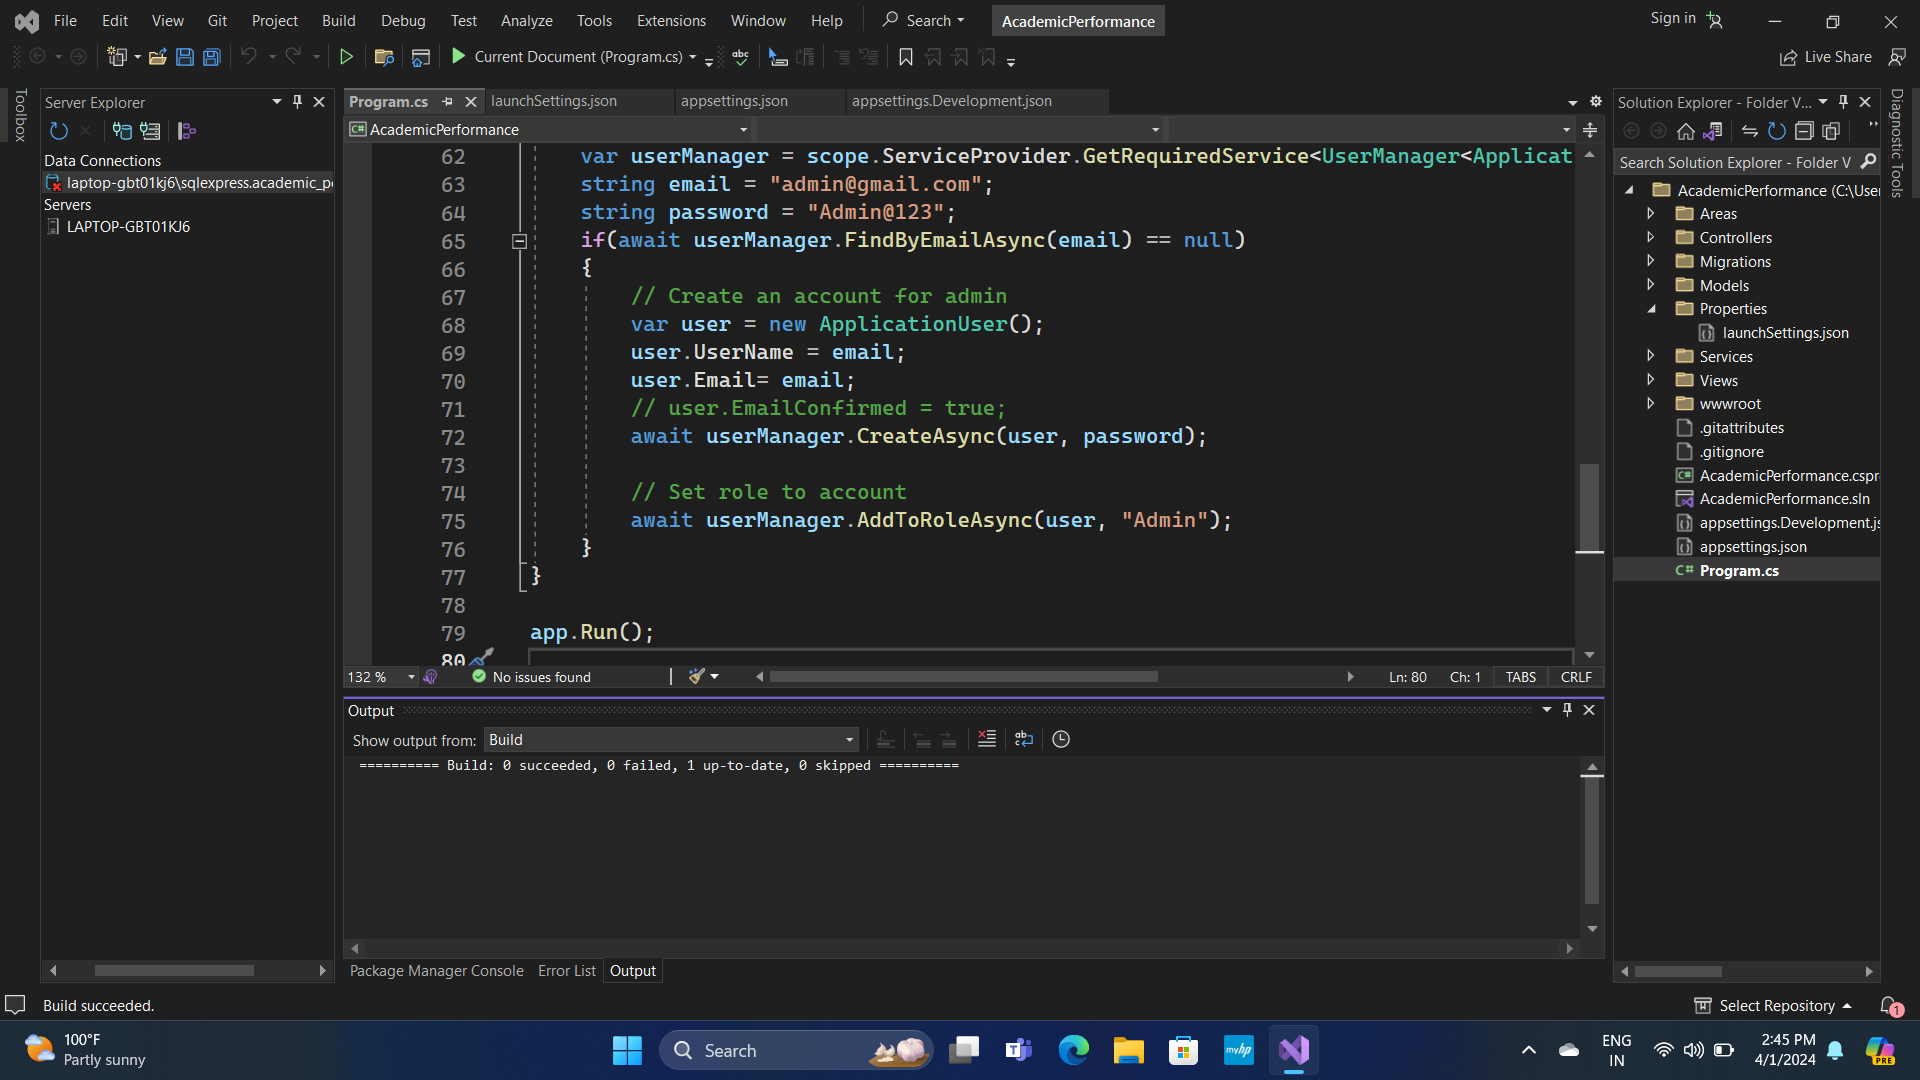 File Edit View Git Project Build Debug Test Analyze Tools Extensions Window Help Search AcademicPerformance Sign in
Current Document (Program.cs) Live Share
Toolbox
Server Explorer
Data Connections
laptop-gbt01kj6\sqlexpress.academic_p
Servers
LAPTOP-GBT01KJ6
Program.cs launchSettings.json appsettings.json appsettings.Development.json
AcademicPerformance
62 var userManager = scope.ServiceProvider.GetRequiredService<UserManager<Applicat
63 string email = "admin@gmail.com";
64 string password = "Admin@123";
65 if(await userManager.FindByEmailAsync(email) == null)
66 {
67 // Create an account for admin
68 var user = new ApplicationUser();
69 user.UserName = email;
70 user.Email= email;
71 // user.EmailConfirmed = true;
72 await userManager.CreateAsync(user, password);
73
74 // Set role to account
75 await userManager.AddToRoleAsync(user, "Admin");
76 }
77 }
78
79 app.Run();
80
132 % No issues found Ln: 80 Ch: 1 TABS CRLF
Output
Show output from: Build
========== Build: 0 succeeded, 0 failed, 1 up-to-date, 0 skipped ==========
Package Manager Console Error List Output
Solution Explorer - Folder V...
Search Solution Explorer - Folder V
AcademicPerformance (C:\User
Areas
Controllers
Migrations
Models
Properties
launchSettings.json
Services
Views
wwwroot
.gitattributes
.gitignore
AcademicPerformance.cspr
AcademicPerformance.sln
appsettings.Development.js
appsettings.json
C# Program.cs
Diagnostic Tools
Build succeeded. Select Repository 1
100°F
Partly sunny
Search
myhp
ENG
IN
2:45 PM
4/1/2024
PRE